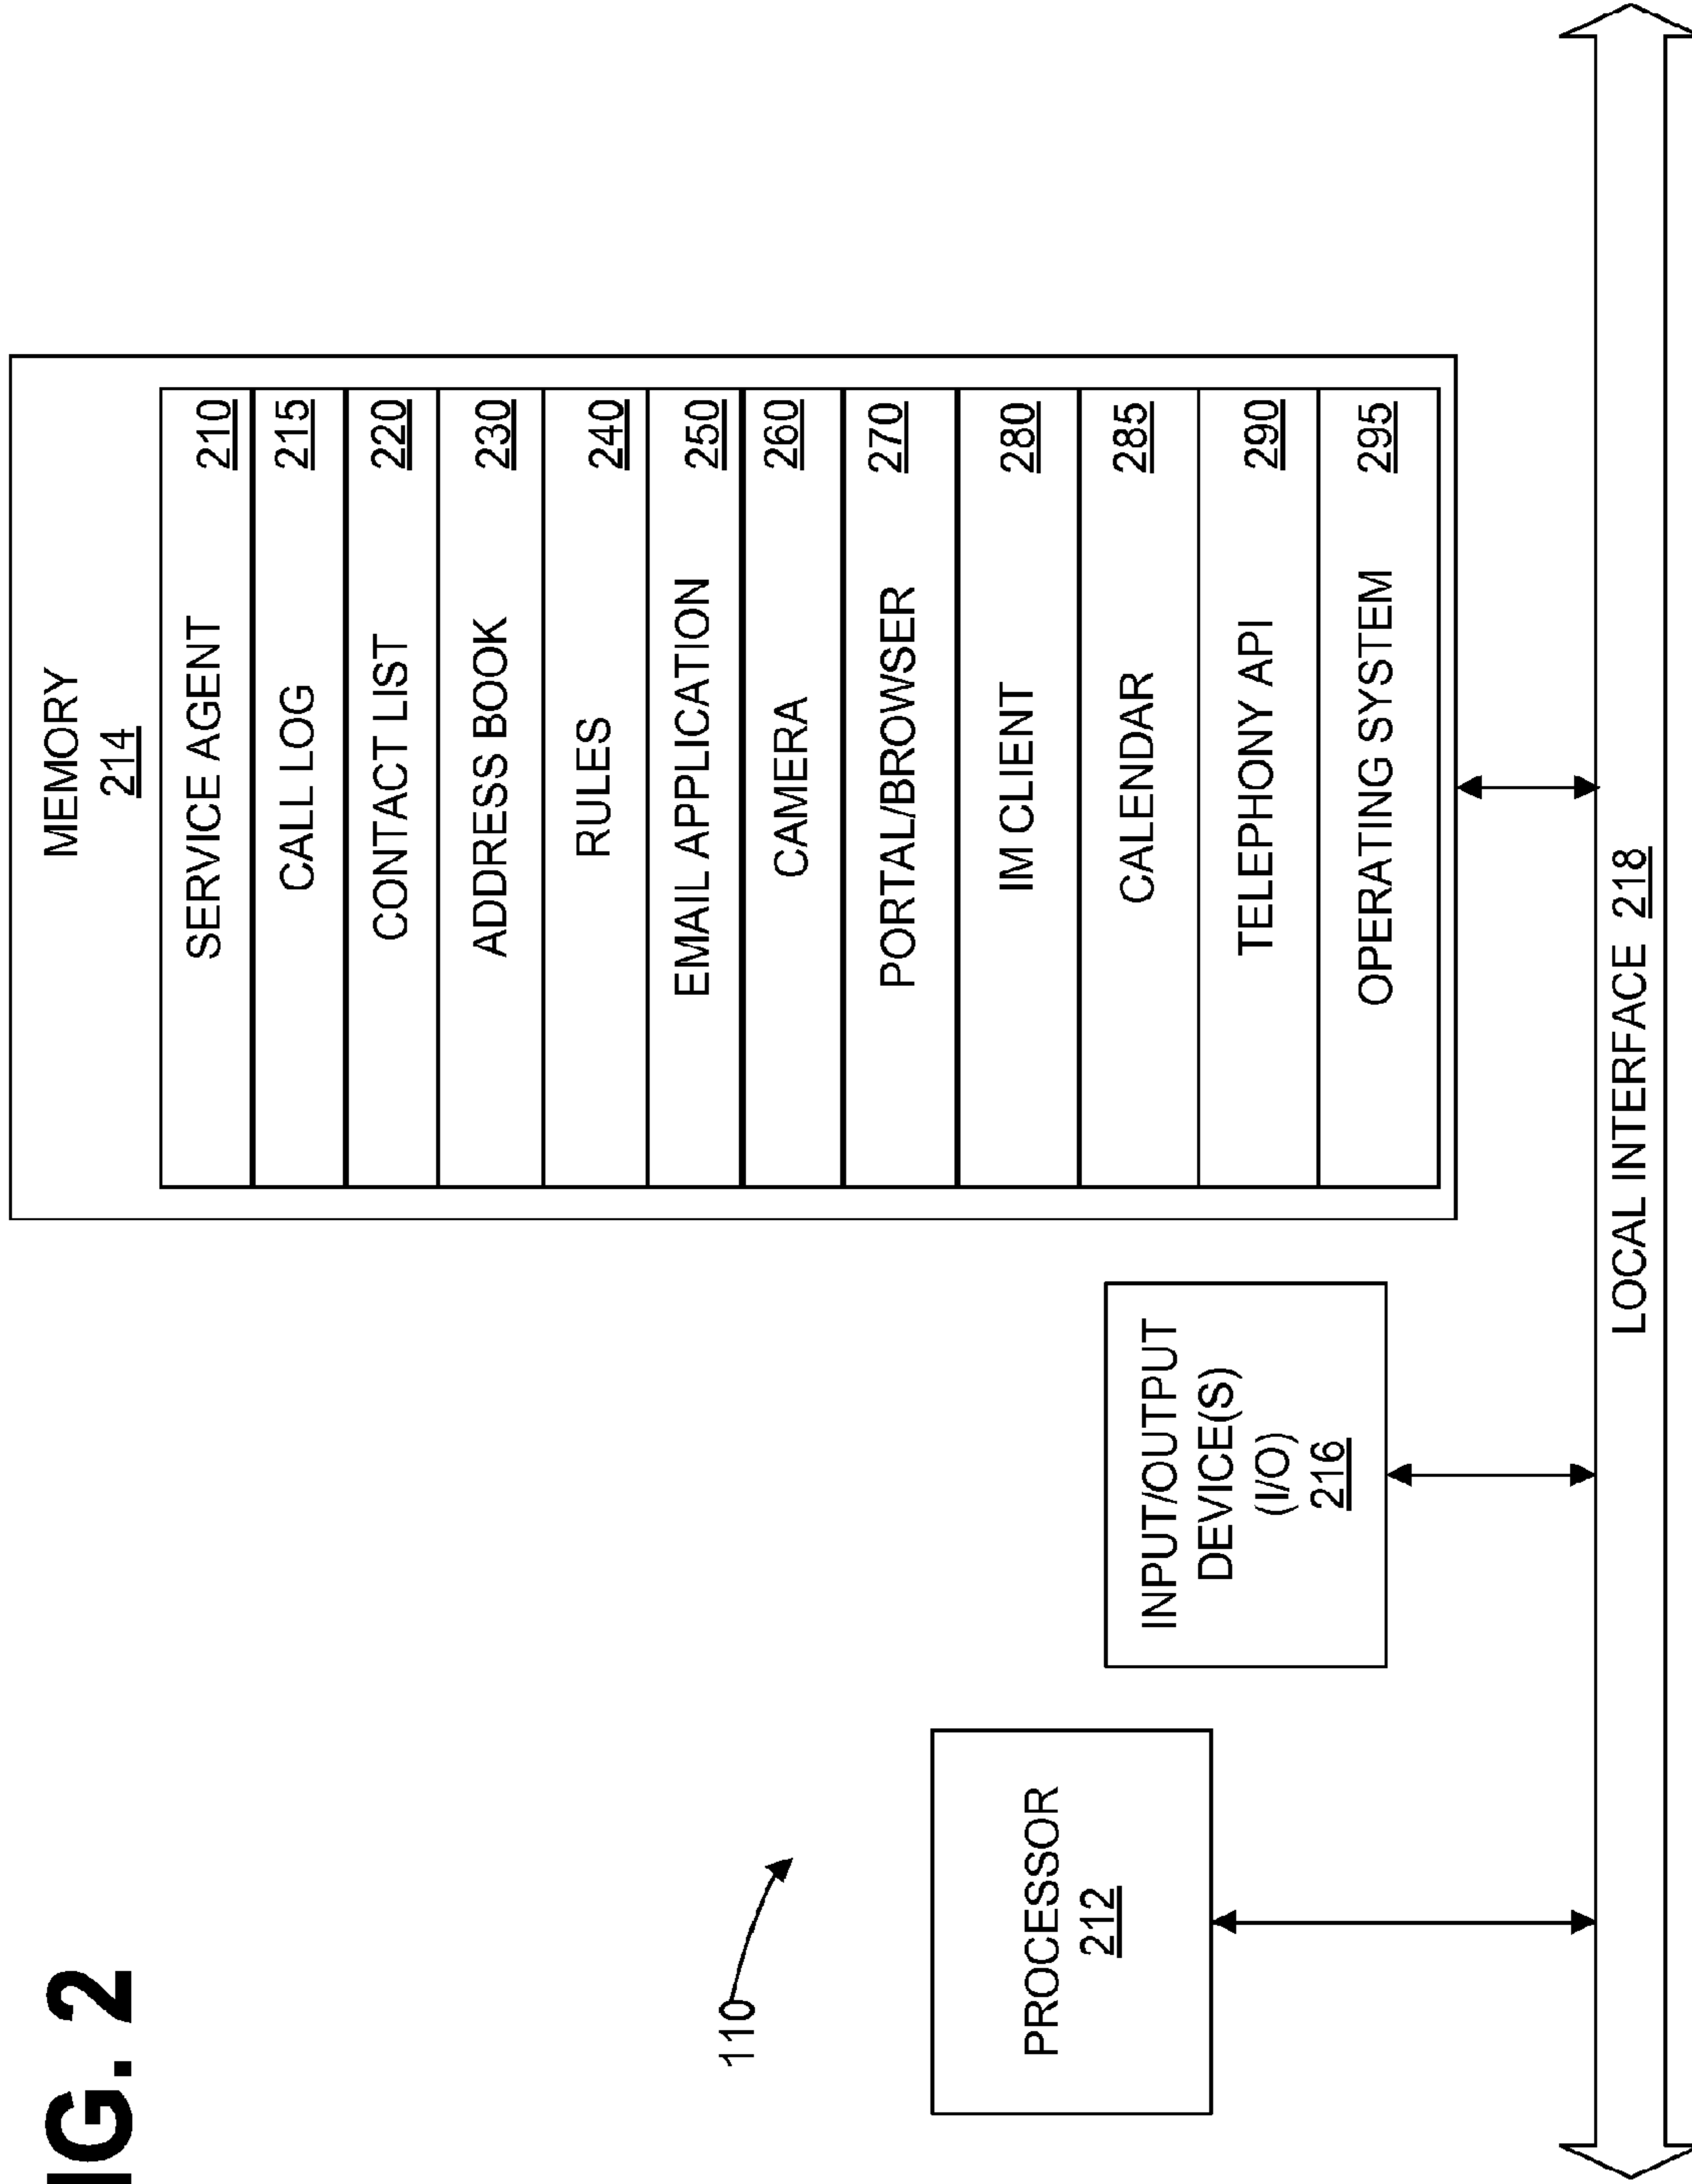 IG. 2
110
MEMORY
214
SERVICE AGENT 210
CALL LOG 215
CONTACT LIST 220
ADDRESS BOOK 230
RULES 240
EMAIL APPLICATION 250
CAMERA 260
PORTAL/BROWSER 270
IM CLIENT 280
CALENDAR 285
TELEPHONY API 290
OPERATING SYSTEM 295
PROCESSOR
212
INPUT/OUTPUT
DEVICE(S)
(I/O)
216
LOCAL INTERFACE 218